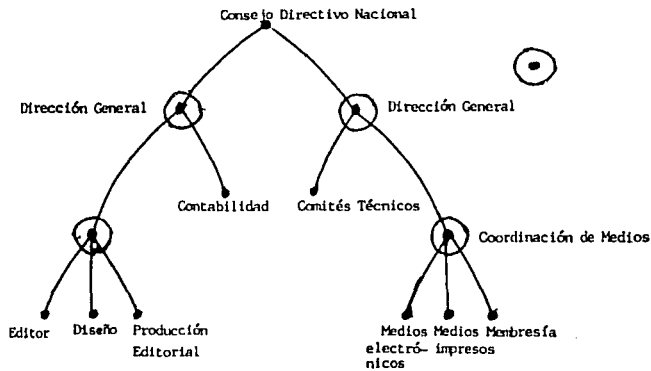 Consejo Directivo Nacional
Dirección General
Dirección General
Contabilidad
Comités Técnicos
Coordinación de Medios
Editor
Diseño
Producción
Editorial
Medios
electró-
nicos
Medios
impresos
Membresía